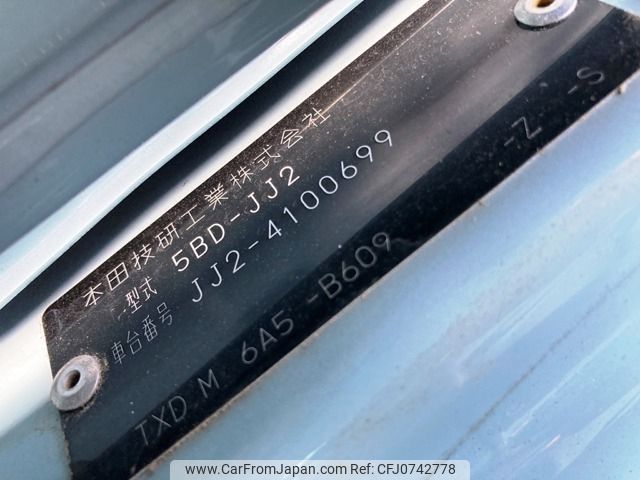 本田技研工業株式会社
型式 5BD-JJ2
車台番号 JJ2-4100699
TXD M 6A5 -B609 -Z -S
www.CarFromJapan.com - ID: CFJ0742778